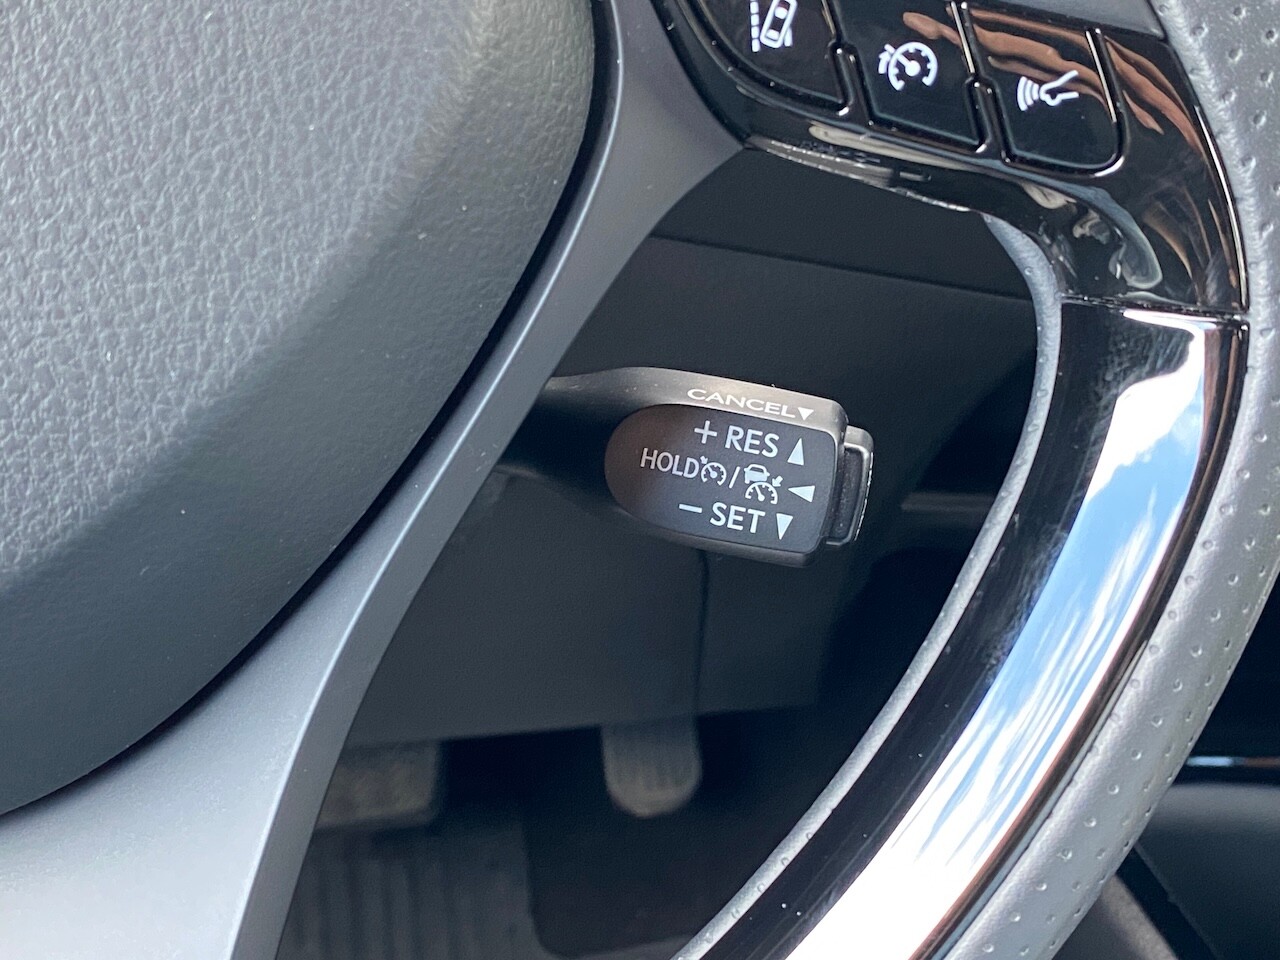 CANCEL▼
+ RES ▲
HOLD / ◀
− SET ▼